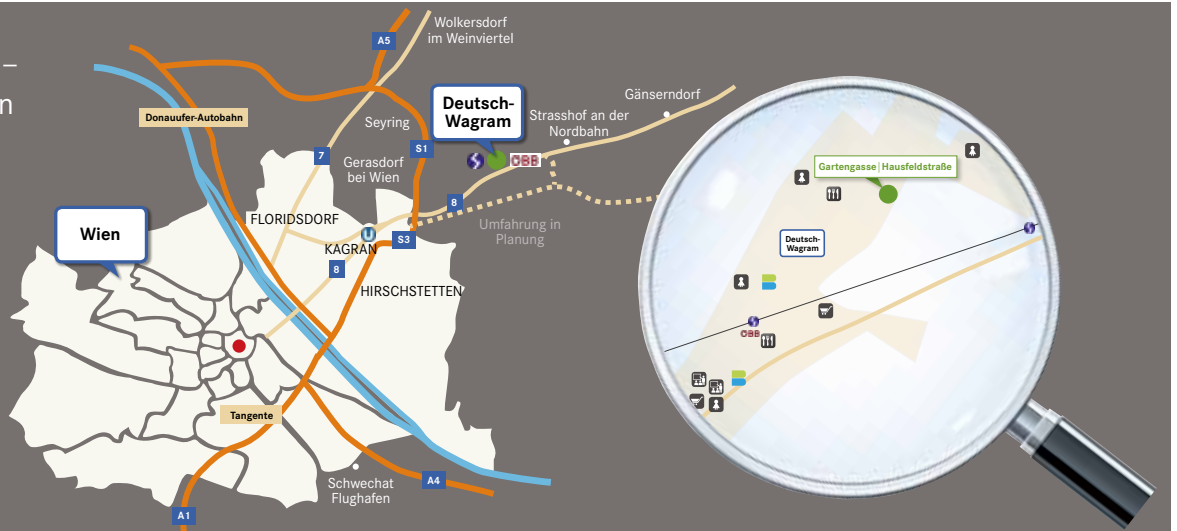 –
n
Wolkersdorf
im Weinviertel
A5
Donauufer-Autobahn
Deutsch-
Wagram
Gänserndorf
Strasshof an der
Nordbahn
Seyring
S1
7
Gerasdorf
bei Wien
S
ÖBB
8
Umfahrung in
Planung
FLORIDSDORF
U
KAGRAN
S3
8
HIRSCHSTETTEN
Wien
Tangente
Schwechat
Flughafen
A4
A1
Gartengasse|Hausfeldstraße
Deutsch-
Wagram
S
S
ÖBB